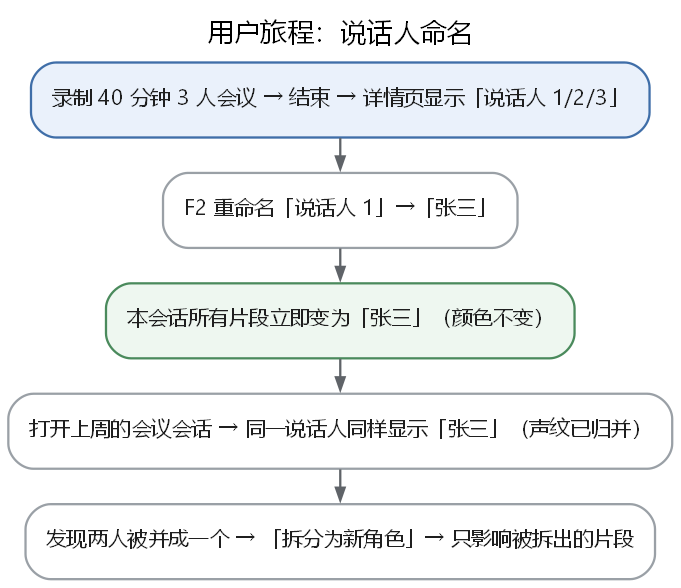 用户旅程：说话人命名
录制 40 分钟 3 人会议 → 结束 → 详情页显示「说话人 1/2/3」
F2 重命名「说话人 1」→「张三」
本会话所有片段立即变为「张三」（颜色不变）
打开上周的会议会话 → 同一说话人同样显示「张三」（声纹已归并）
发现两人被并成一个 → 「拆分为新角色」→ 只影响被拆出的片段